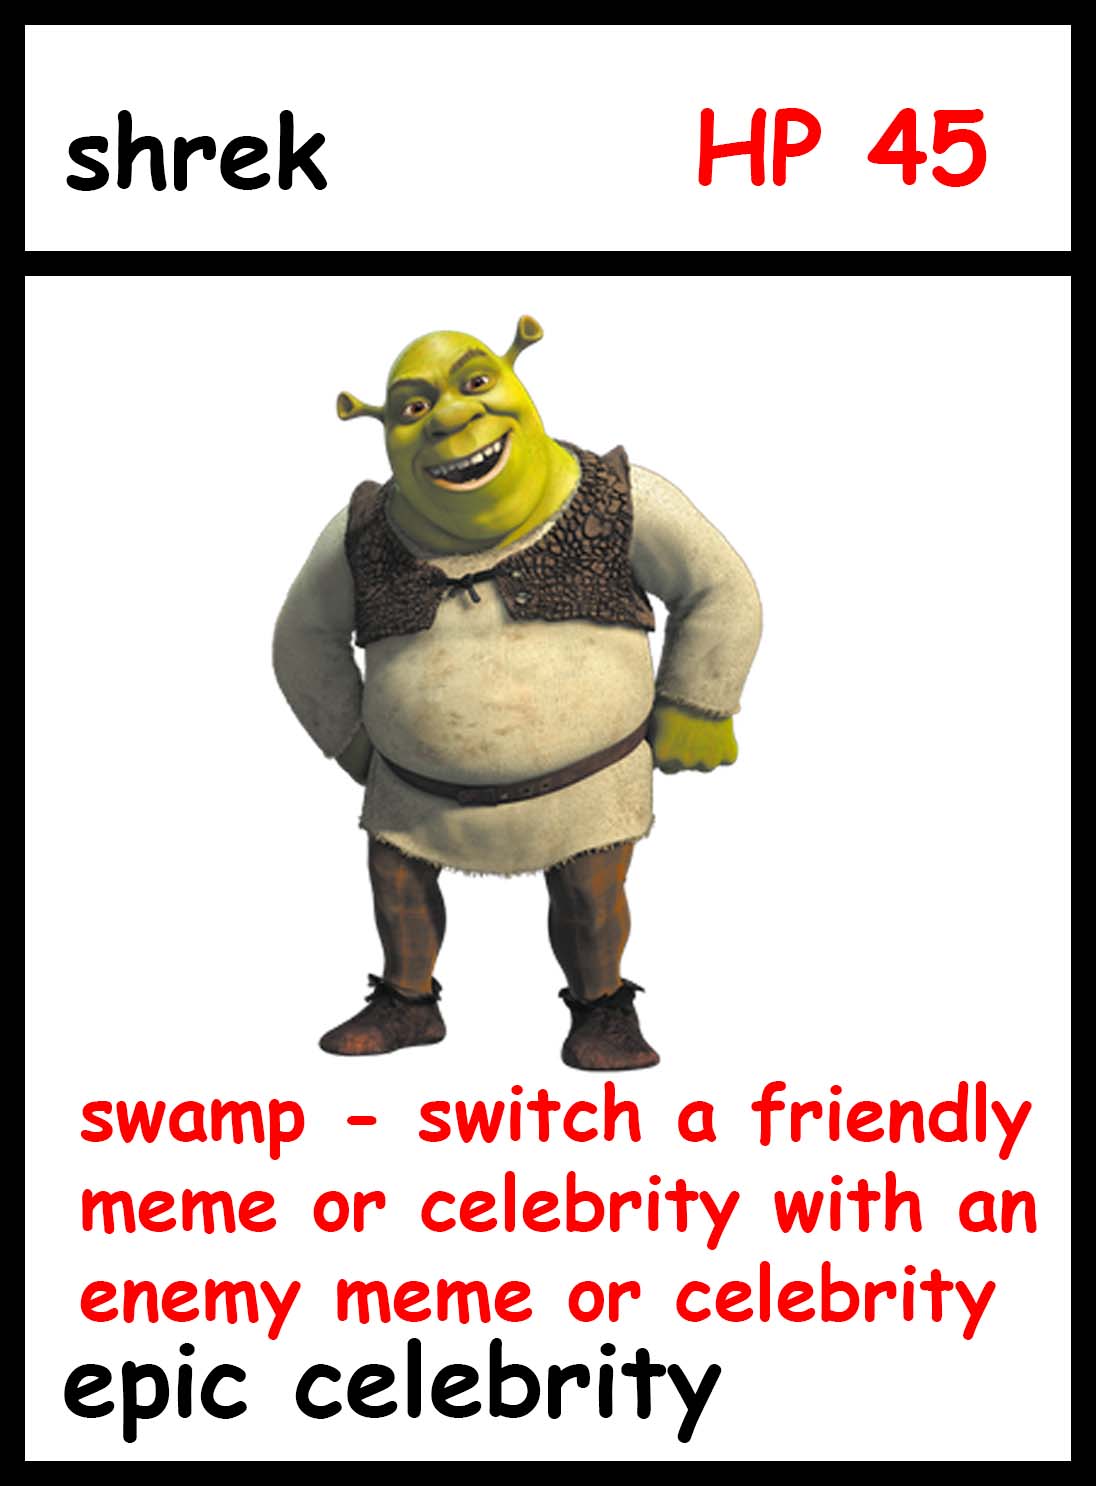 shrek HP 45
swamp - switch a friendly
meme or celebrity with an
enemy meme or celebrity
epic celebrity